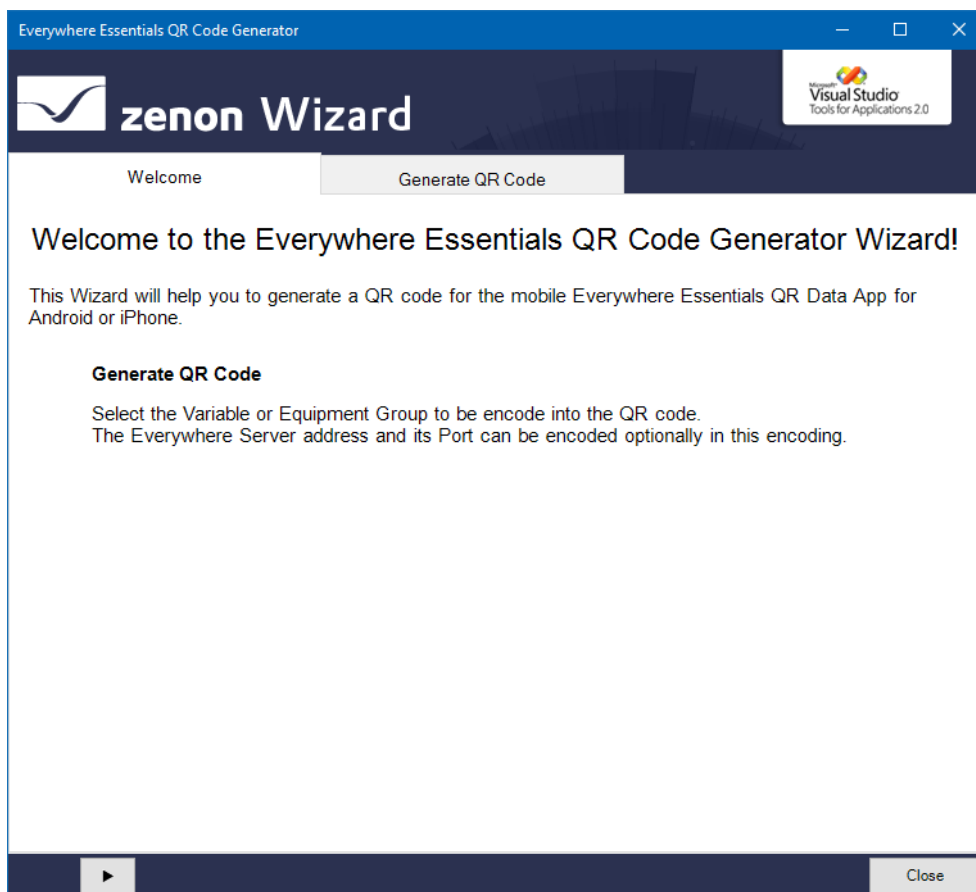 Everywhere Essentials QR Code Generator
zenon Wizard
Microsoft
Visual Studio
Tools for Applications 2.0
Welcome
Generate QR Code
Welcome to the Everywhere Essentials QR Code Generator Wizard!
This Wizard will help you to generate a QR code for the mobile Everywhere Essentials QR Data App for
Android or iPhone.
Generate QR Code
Select the Variable or Equipment Group to be encode into the QR code.
The Everywhere Server address and its Port can be encoded optionally in this encoding.
Close